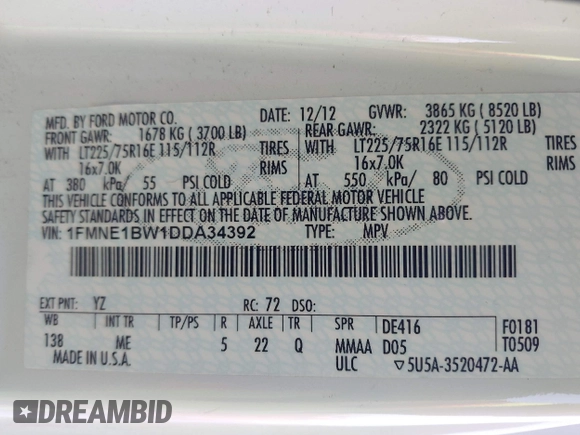 MFD. BY FORD MOTOR CO. DATE: 12/12 GVWR: 3865 KG ( 8520 LB)
FRONT GAWR: 1678 KG ( 3700 LB) REAR GAWR: 2322 KG ( 5120 LB)
WITH LT225/75R16E 115/112R TIRES WITH LT225/75R16E 115/112R TIRES
16x7.0K RIMS 16x7.0K RIMS
AT 380 kPa/ 55 PSI COLD AT 550 kPa/ 80 PSI COLD
THIS VEHICLE CONFORMS TO ALL APPLICABLE FEDERAL MOTOR VEHICLE
SAFETY STANDARDS IN EFFECT ON THE DATE OF MANUFACTURE SHOWN ABOVE.
VIN: 1FMNE1BW1DDA34392 TYPE: MPV
EXT PNT: YZ RC: 72 DSO:
WB INT TR TP/PS R AXLE TR SPR DE416 F0181
138 ME 5 22 Q MMAA D05 T0509
MADE IN U.S.A. ULC ▽5U5A-3520472-AA
DREAMBID